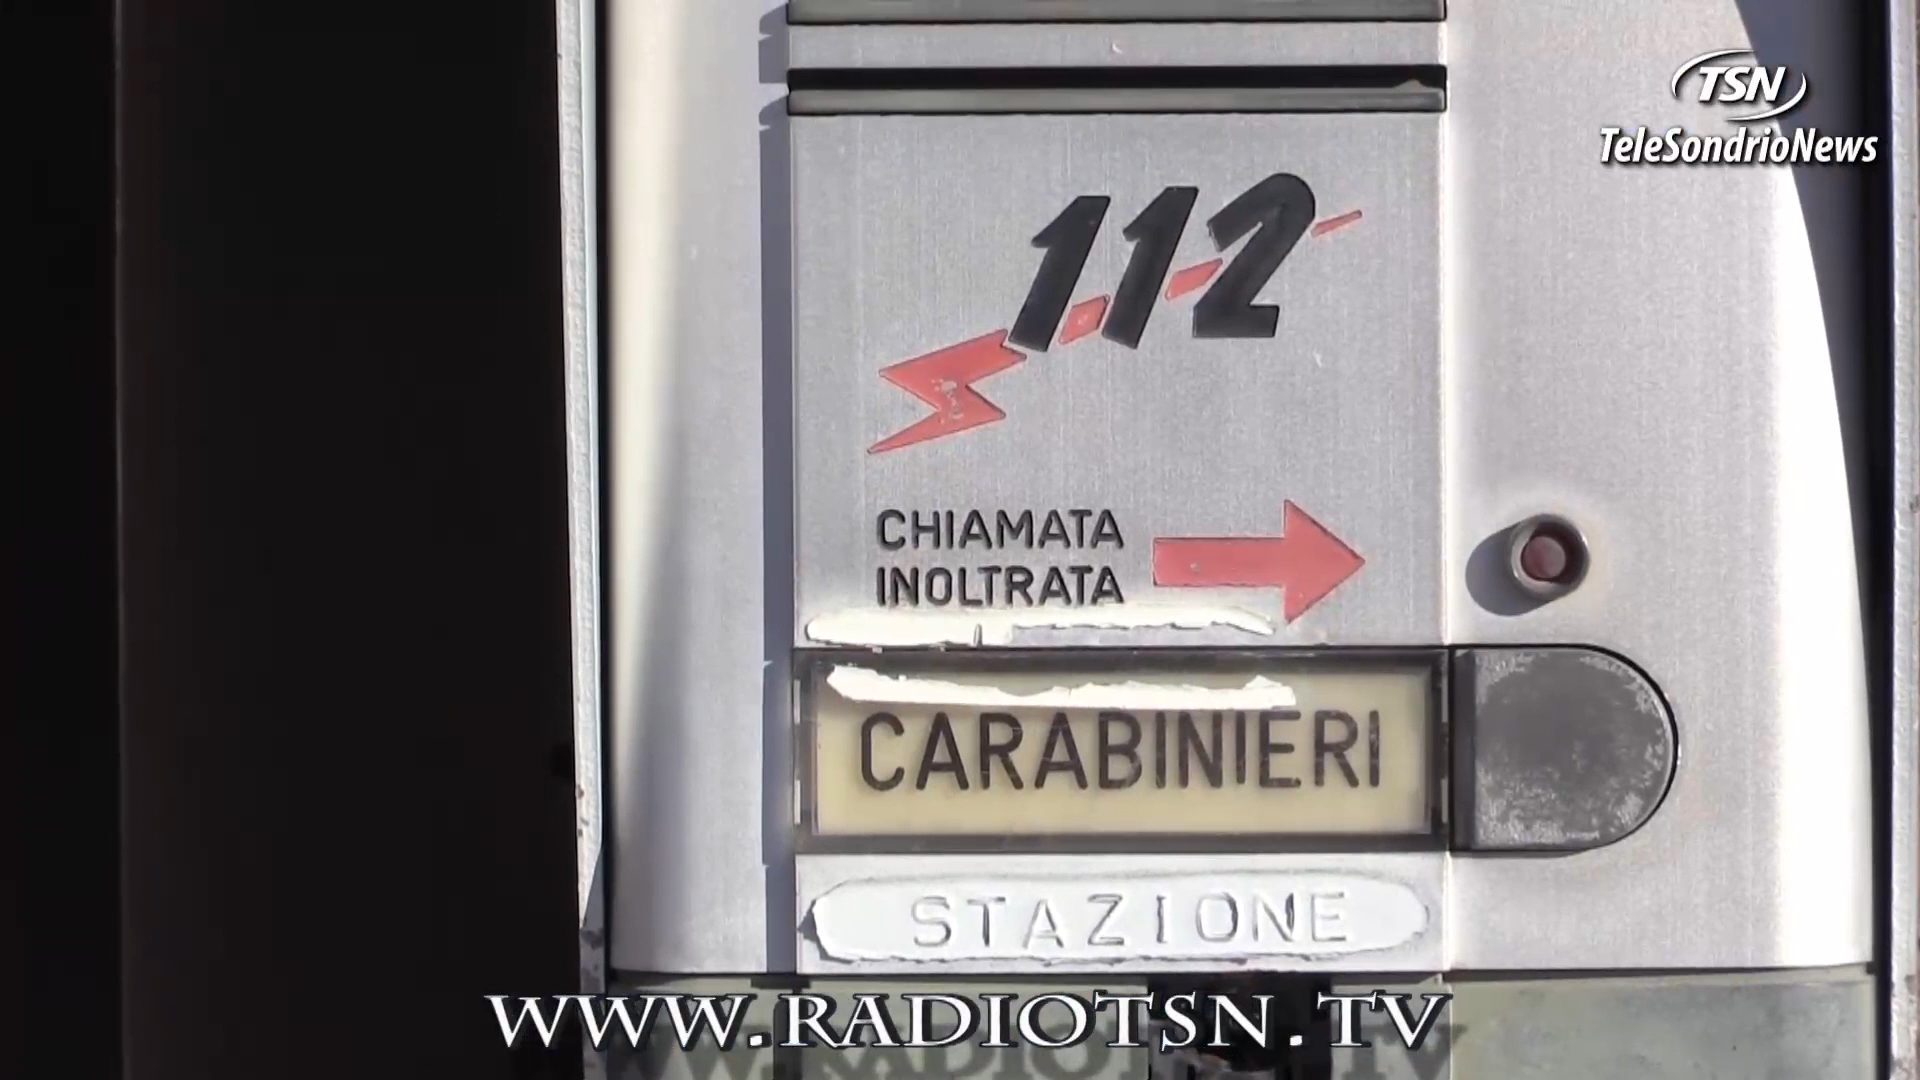 TSN
TeleSondrioNews
112
CHIAMATA
INOLTRATA
CARABINIERI
STAZIONE
WWW.RADIOTSN.TV